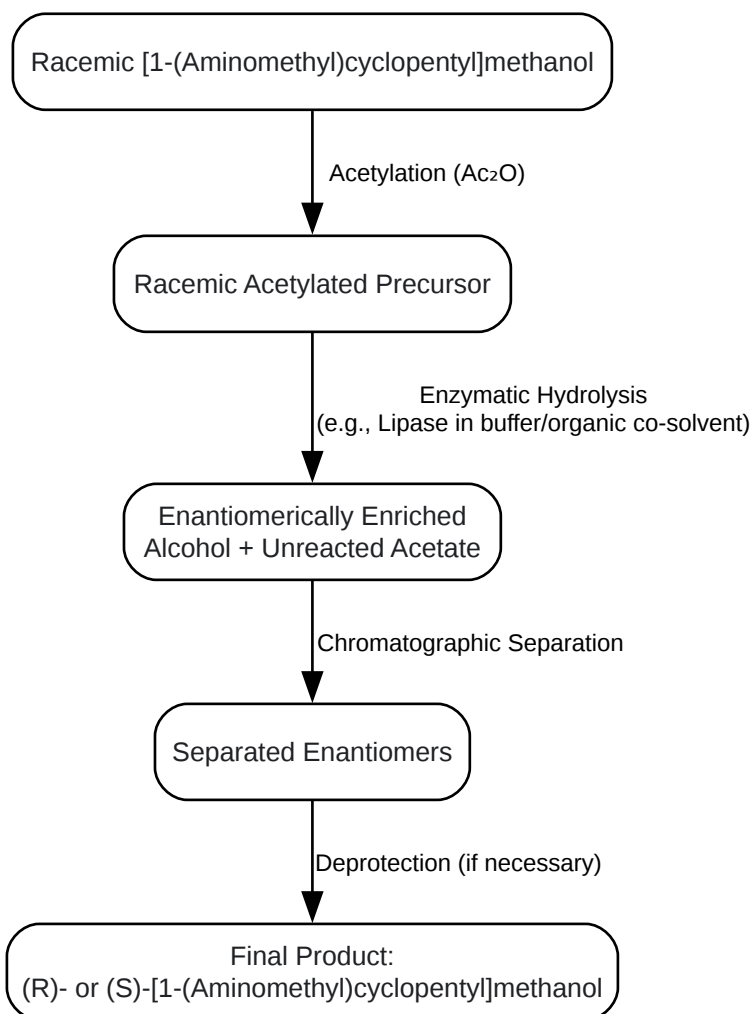 Racemic [1-(Aminomethyl)cyclopentyl]methanol
Acetylation (Ac₂O)
Racemic Acetylated Precursor
Enzymatic Hydrolysis
(e.g., Lipase in buffer/organic co-solvent)
Enantiomerically Enriched
Alcohol + Unreacted Acetate
Chromatographic Separation
Separated Enantiomers
Deprotection (if necessary)
Final Product:
(R)- or (S)-[1-(Aminomethyl)cyclopentyl]methanol